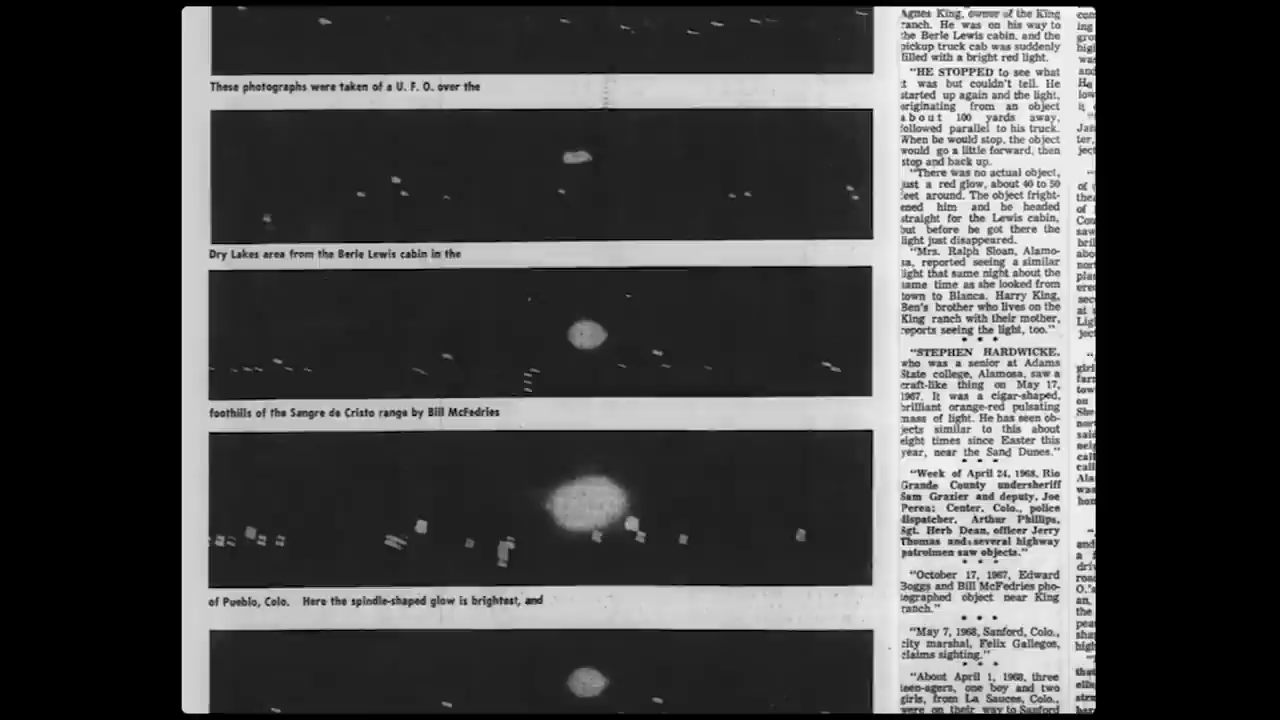 These photographs were taken of a U. F. O. over the
Dry Lakes area from the Berle Lewis cabin in the
foothills of the Sangre de Cristo range by Bill McFedries
of Pueblo, Colo. Here the spindle-shaped glow is brightest, and
Agnes King, owner of the King
ranch. He was on his way to
the Berle Lewis cabin, and the
pickup truck cab was suddenly
filled with a bright red light.
"HE STOPPED to see what
it was but couldn't tell. He
started up again and the light,
originating from an object
about 100 yards away,
followed parallel to his truck.
When he would stop, the object
would go a little forward, then
stop and back up.
"There was no actual object,
just a red glow, about 40 to 50
feet around. The object fright-
ened him and he headed
straight for the Lewis cabin,
but before he got there the
light just disappeared.
"Mrs. Ralph Sloan, Alamo-
sa, reported seeing a similar
light that same night about the
same time as she looked from
town to Blanca. Harry King,
Ben's brother who lives on the
King ranch with their mother,
reports seeing the light, too."
* * *
"STEPHEN HARDWICKE,
who was a senior at Adams
State college, Alamosa, saw a
craft-like thing on May 17,
1967. It was a cigar-shaped,
brilliant orange-red pulsating
mass of light. He has seen ob-
jects similar to this about
eight times since Easter this
year, near the Sand Dunes."
* * *
"Week of April 24, 1968, Rio
Grande County undersheriff
Sam Grazier and deputy, Joe
Perea; Center, Colo., police
dispatcher, Arthur Phillips,
Sgt. Herb Dean, officer Jerry
Thomas and several highway
patrolmen saw objects."
* * *
"October 17, 1967, Edward
Boggs and Bill McFedries pho-
tographed object near King
ranch."
* * *
"May 7, 1968, Sanford, Colo.,
city marshal, Felix Gallegos,
claims sighting."
* * *
"About April 1, 1968, three
teen-agers, one boy and two
girls, from La Sauces, Colo.,
were on their way to Sanford